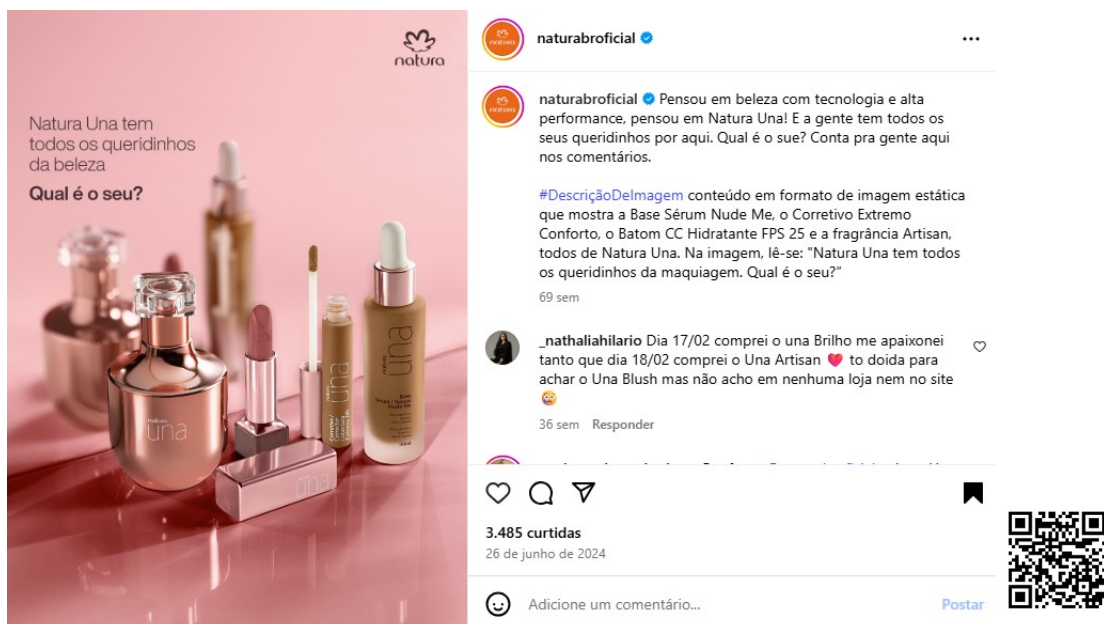 natura
Natura Una tem
todos os queridinhos
da beleza
Qual é o seu?
una
natura
una
natura
una
naturabroficial
naturabroficial Pensou em beleza com tecnologia e alta
performance, pensou em Natura Una! E a gente tem todos os
seus queridinhos por aqui. Qual é o sue? Conta pra gente aqui
nos comentários.
#DescriçãoDeImagem conteúdo em formato de imagem estática
que mostra a Base Sérum Nude Me, o Corretivo Extremo
Conforto, o Batom CC Hidratante FPS 25 e a fragrância Artisan,
todos de Natura Una. Na imagem, lê-se: "Natura Una tem todos
os queridinhos da maquiagem. Qual é o seu?”
69 sem
_nathaliahilario Dia 17/02 comprei o una Brilho me apaixonei
tanto que dia 18/02 comprei o Una Artisan ❤️ to doida para
achar o Una Blush mas não acho em nenhuma loja nem no site
36 sem Responder
3.485 curtidas
26 de junho de 2024
Adicione um comentário...
Postar